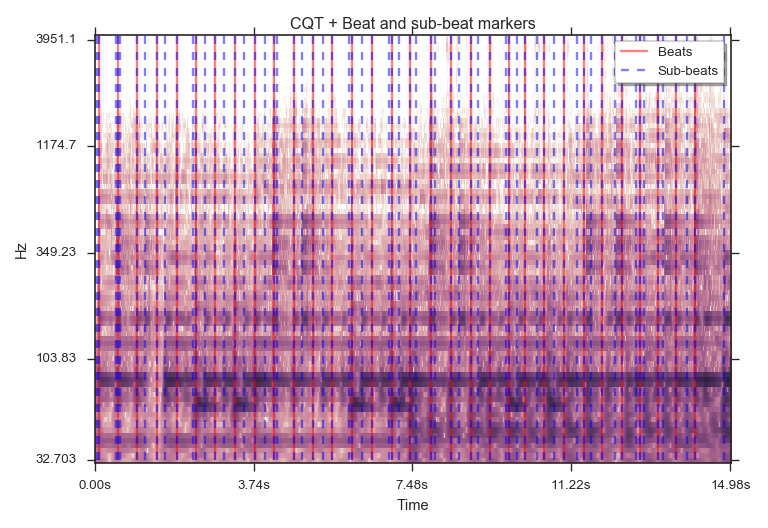 CQT + Beat and sub-beat markers
3951.1
Beats
Sub-beats
1174.7
Hz
349.23
103.83
32.703
0.00s 3.74s 7.48s 11.22s 14.98s
Time